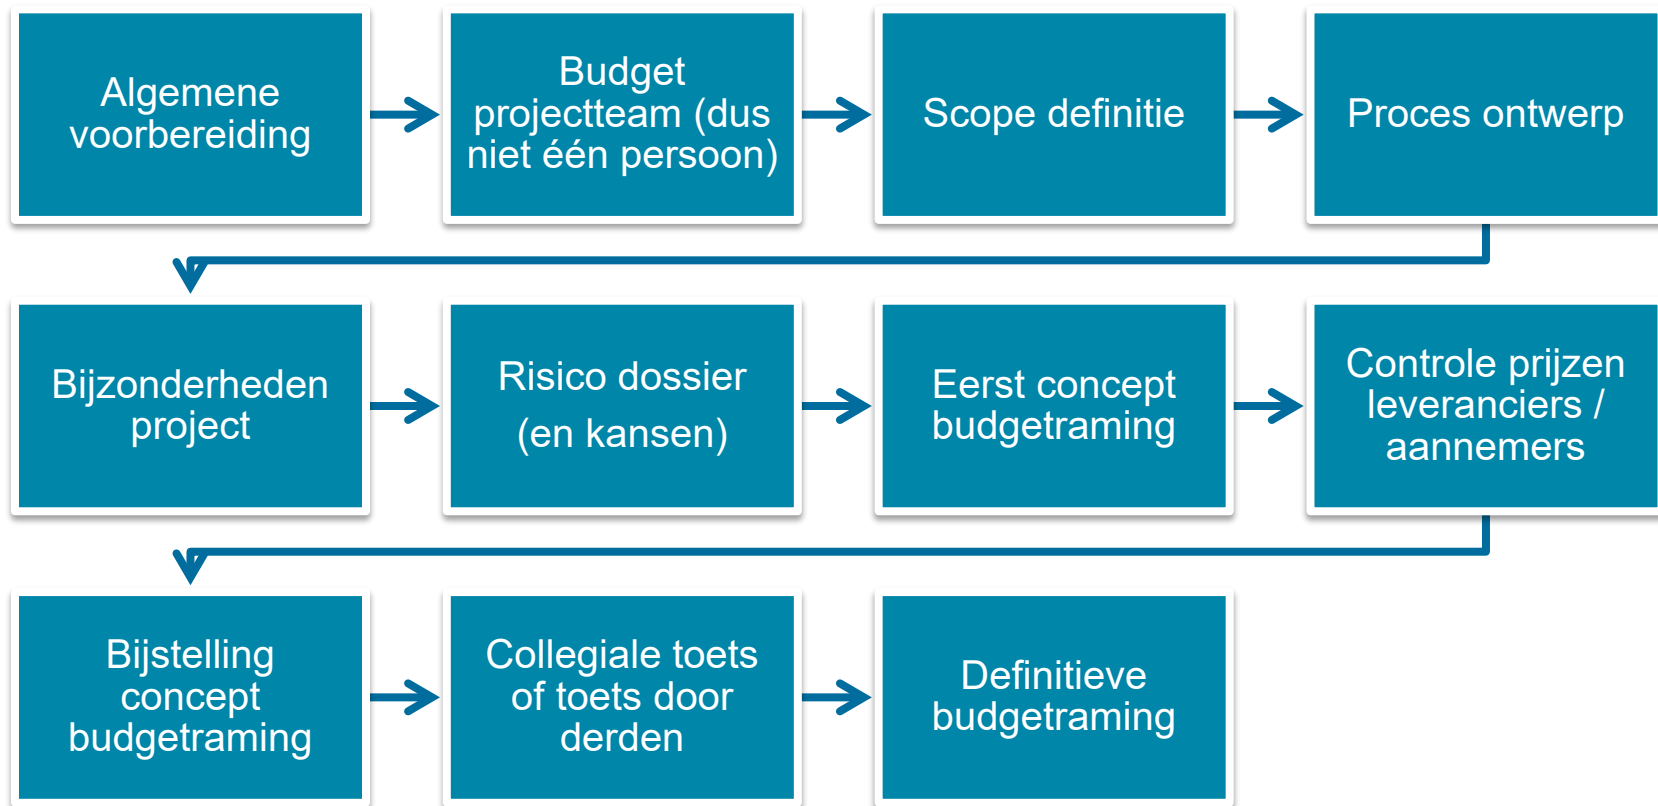 Algemene
voorbereiding
Budget
projectteam (dus
niet één persoon)
Scope definitie
Proces ontwerp
Bijzonderheden
project
Risico dossier
(en kansen)
Eerst concept
budgetraming
Controle prijzen
leveranciers /
aannemers
Bijstelling
concept
budgetraming
Collegiale toets
of toets door
derden
Definitieve
budgetraming